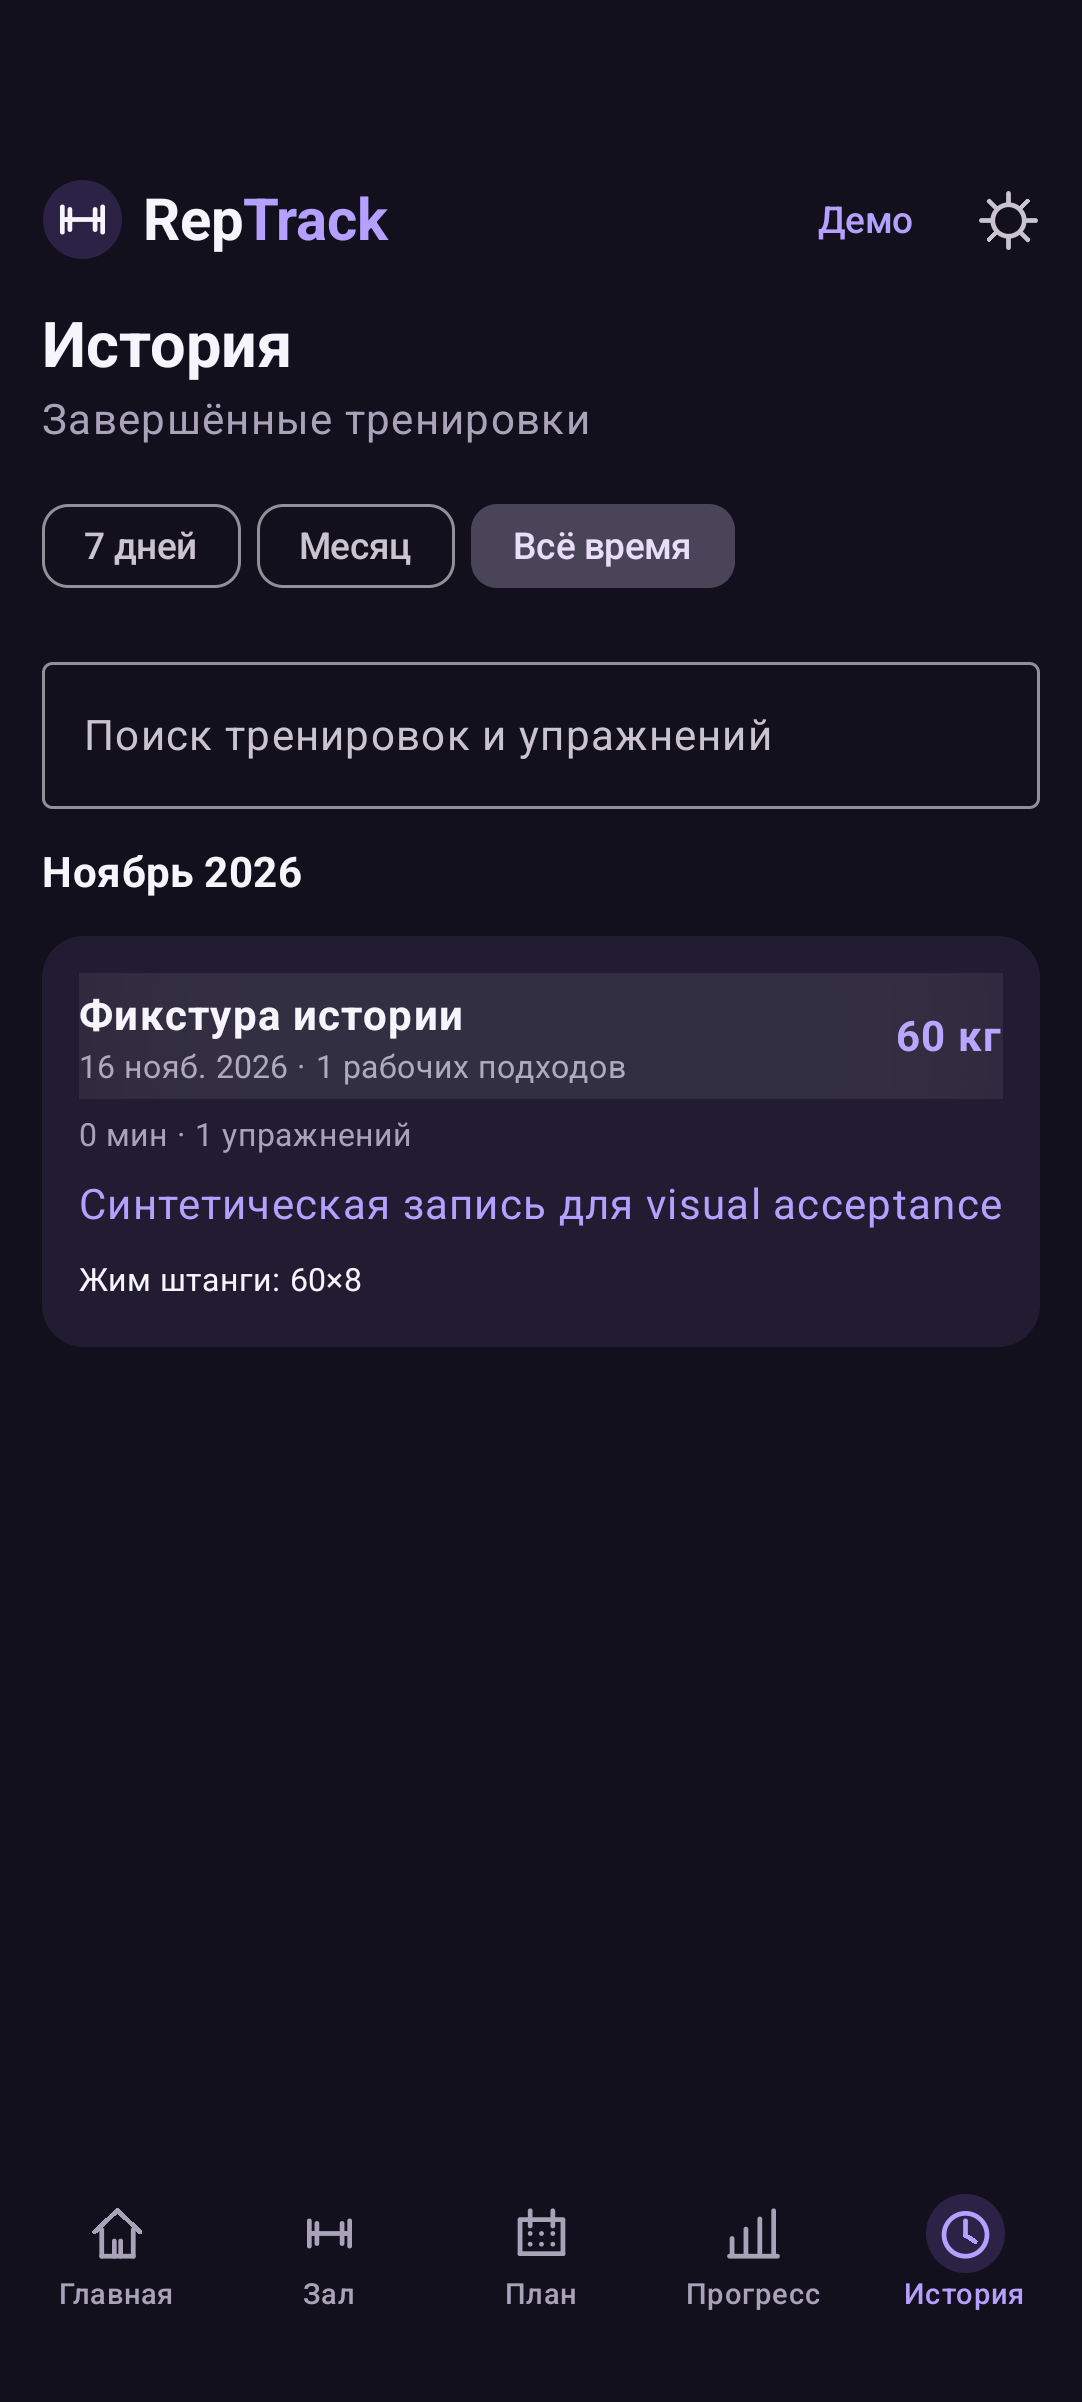 RepTrack
Демо
История
Завершённые тренировки
7 дней
Месяц
Всё время
Поиск тренировок и упражнений
Ноябрь 2026
Фикстура истории
60 кг
16 нояб. 2026 · 1 рабочих подходов
0 мин · 1 упражнений
Синтетическая запись для visual acceptance
Жим штанги: 60×8
Главная
Зал
План
Прогресс
История